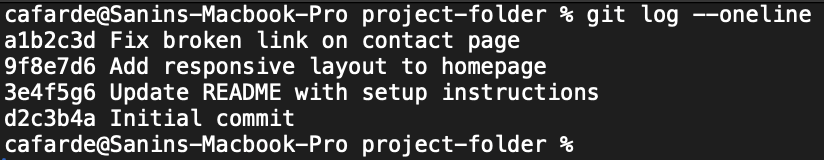 cafarde@Sanins-Macbook-Pro project-folder % git log --oneline
a1b2c3d Fix broken link on contact page
9f8e7d6 Add responsive layout to homepage
3e4f5g6 Update README with setup instructions
d2c3b4a Initial commit
cafarde@Sanins-Macbook-Pro project-folder %